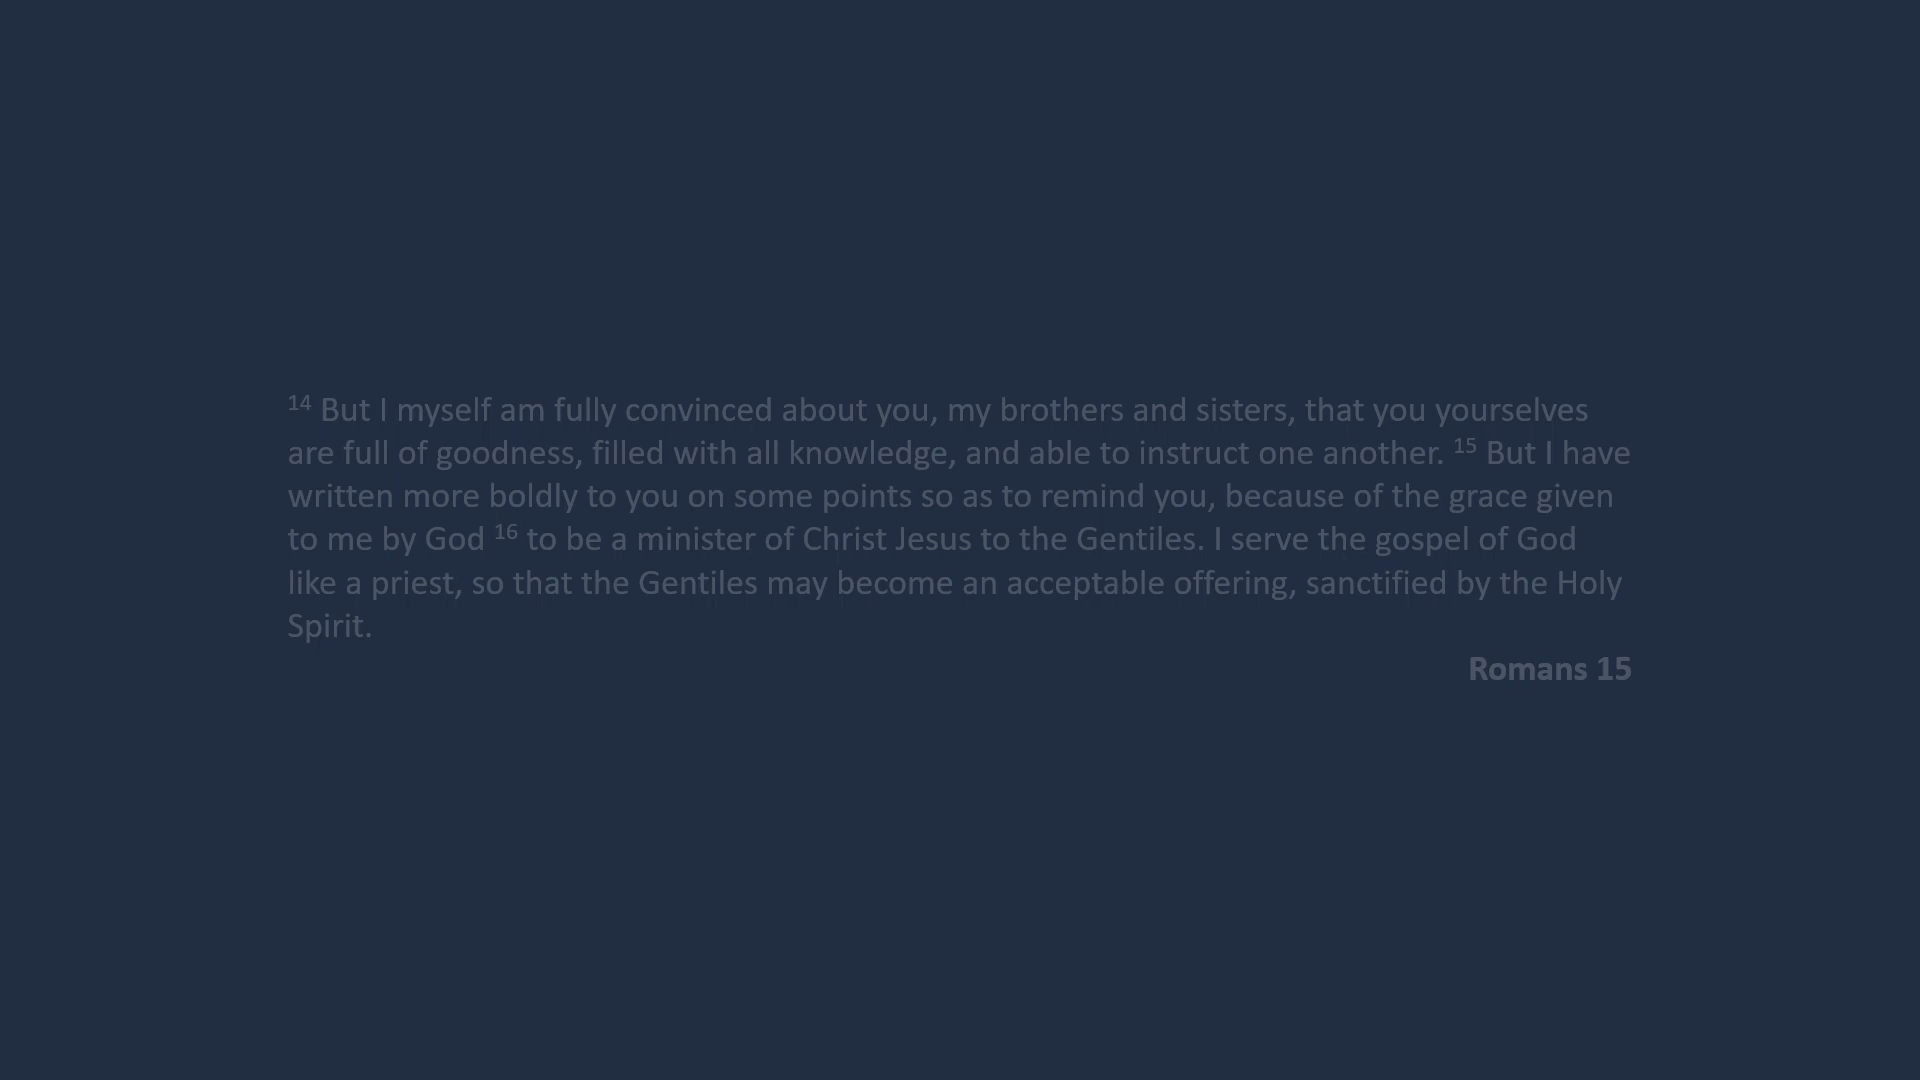 14 But I myself am fully convinced about you, my brothers and sisters, that you yourselves
are full of goodness, filled with all knowledge, and able to instruct one another. 15 But I have
written more boldly to you on some points so as to remind you, because of the grace given
to me by God 16 to be a minister of Christ Jesus to the Gentiles. I serve the gospel of God
like a priest, so that the Gentiles may become an acceptable offering, sanctified by the Holy
Spirit.
Romans 15